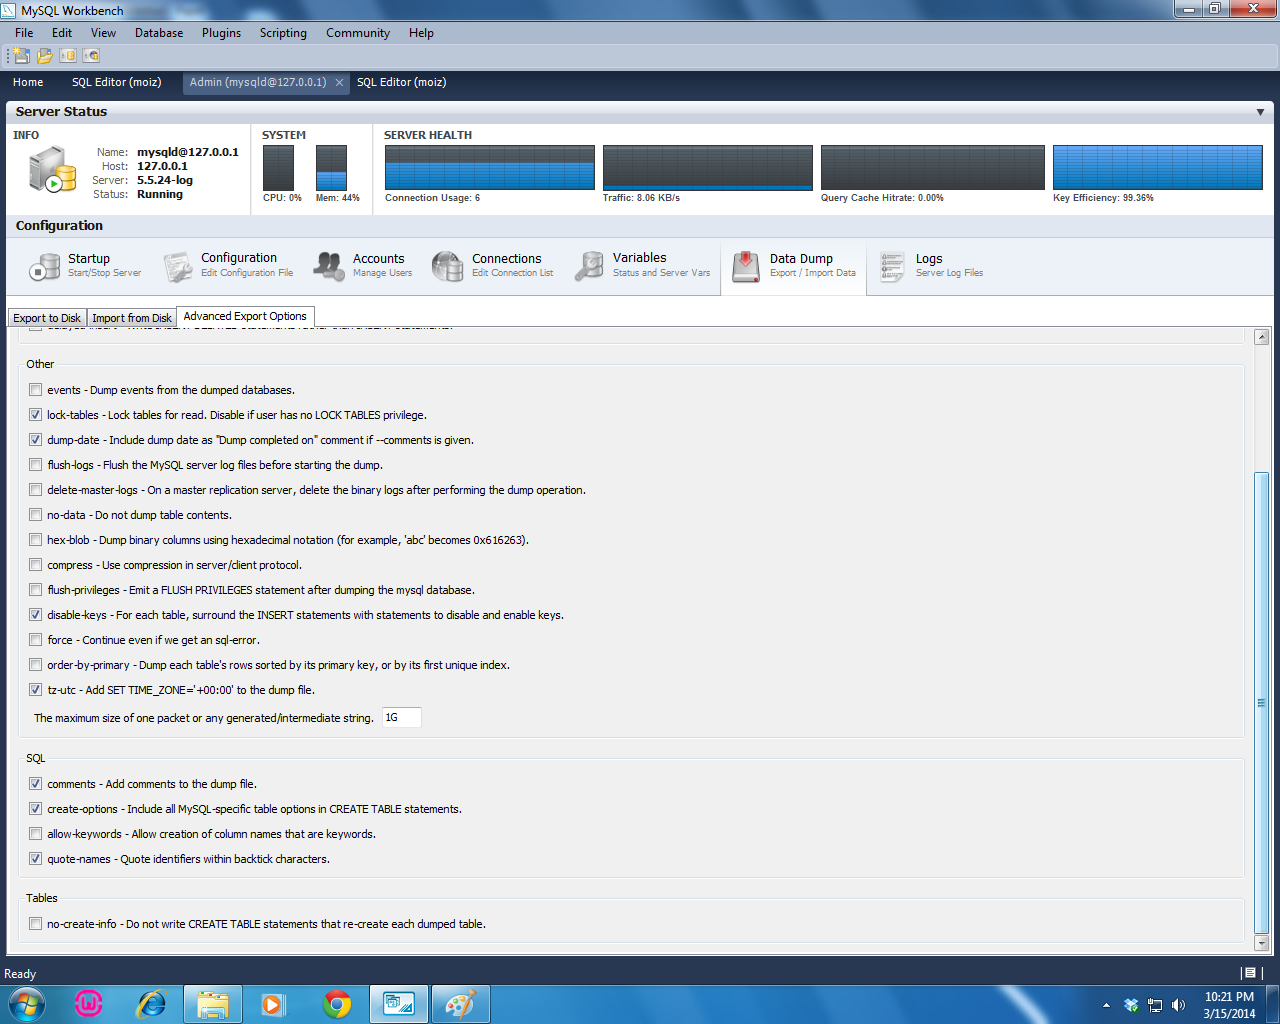 MySQL Workbench
File Edit View Database Plugins Scripting Community Help
Home SQL Editor (moiz) Admin (mysqld@127.0.0.1) SQL Editor (moiz)
Server Status
INFO SYSTEM SERVER HEALTH
Name: mysqld@127.0.0.1
Host: 127.0.0.1
Server: 5.5.24-log
Status: Running
CPU: 0% Mem: 44% Connection Usage: 6 Traffic: 8.06 KB/s Query Cache Hitrate: 0.00% Key Efficiency: 99.36%
Configuration
Startup Configuration Accounts Connections Variables Data Dump Logs
Start/Stop Server Edit Configuration File Manage Users Edit Connection List Status and Server Vars Export / Import Data Server Log Files
Export to Disk Import from Disk Advanced Export Options
Other
events - Dump events from the dumped databases.
lock-tables - Lock tables for read. Disable if user has no LOCK TABLES privilege.
dump-date - Include dump date as "Dump completed on" comment if --comments is given.
flush-logs - Flush the MySQL server log files before starting the dump.
delete-master-logs - On a master replication server, delete the binary logs after performing the dump operation.
no-data - Do not dump table contents.
hex-blob - Dump binary columns using hexadecimal notation (for example, 'abc' becomes 0x616263).
compress - Use compression in server/client protocol.
flush-privileges - Emit a FLUSH PRIVILEGES statement after dumping the mysql database.
disable-keys - For each table, surround the INSERT statements with statements to disable and enable keys.
force - Continue even if we get an sql-error.
order-by-primary - Dump each table's rows sorted by its primary key, or by its first unique index.
tz-utc - Add SET TIME_ZONE='+00:00' to the dump file.
The maximum size of one packet or any generated/intermediate string. 1G
SQL
comments - Add comments to the dump file.
create-options - Include all MySQL-specific table options in CREATE TABLE statements.
allow-keywords - Allow creation of column names that are keywords.
quote-names - Quote identifiers within backtick characters.
Tables
no-create-info - Do not write CREATE TABLE statements that re-create each dumped table.
Ready
10:21 PM
3/15/2014